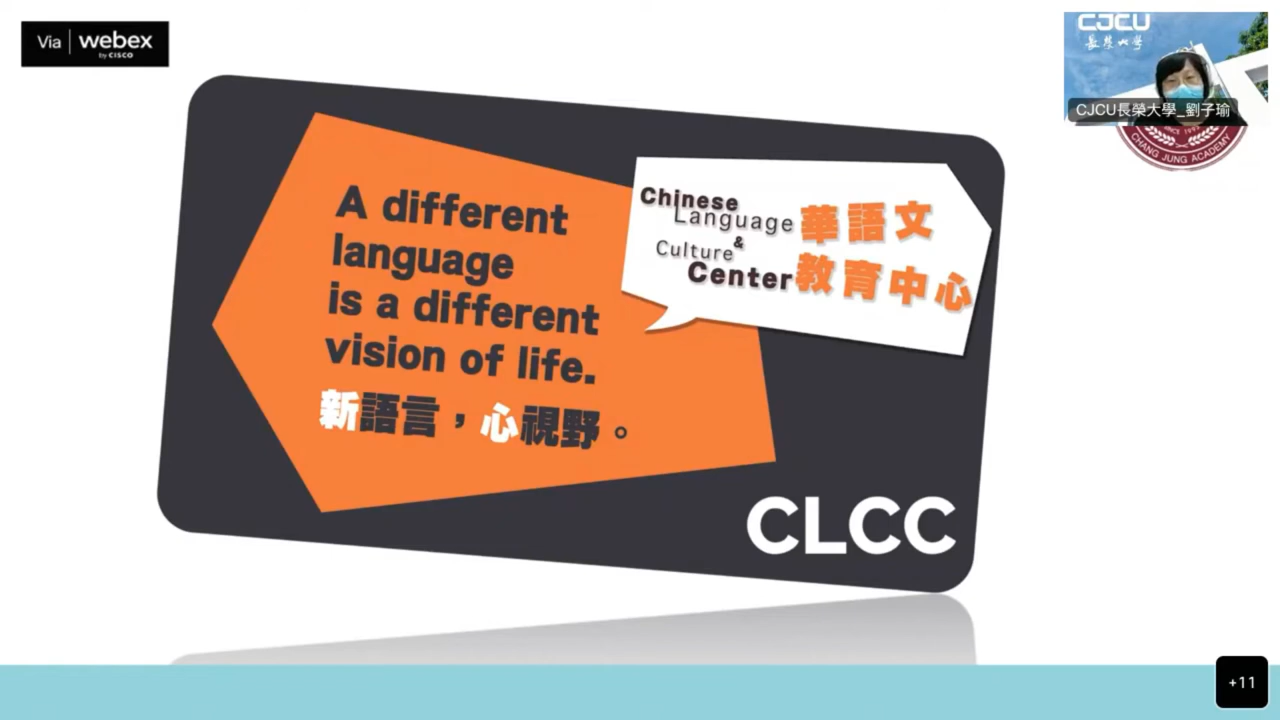 Via webex
by CISCO
CJCU
長榮大學
CJCU長榮大學_劉子瑜
SINCE 1993
CHANG JUNG ACADEMY
A different
language
is a different
vision of life.
新語言，心視野。
Chinese
Language
&
Culture
Center
華語文
教育中心
CLCC
+11